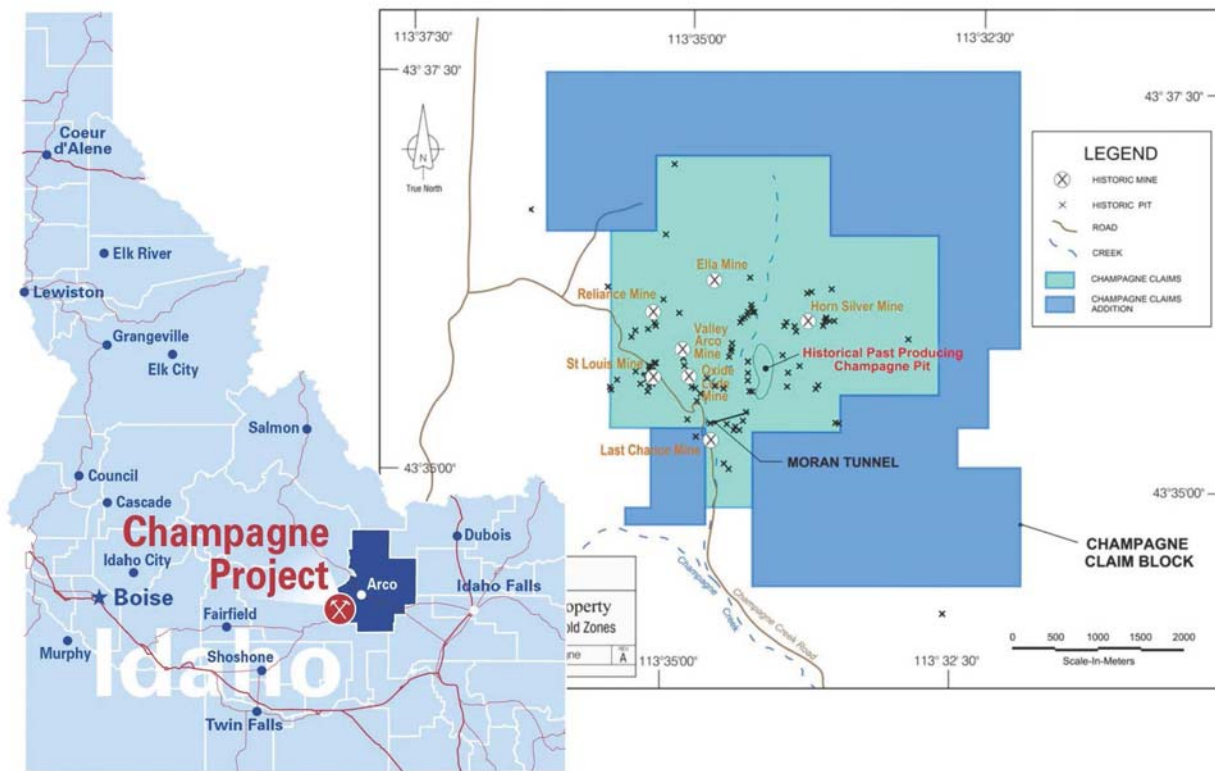 Coeur
d'Alene
Elk River
Lewiston
Grangeville
Elk City
Salmon
Council
Cascade
Champagne
Project
Idaho City
Boise
Dubois
Arco
Idaho Falls
Fairfield
Idaho
Murphy
Shoshone
Twin Falls
113°37'30"
113°35'00"
113°32'30"
43°37'30"
43°37'30"
N
True North
LEGEND
HISTORIC MINE
HISTORIC PIT
ROAD
CREEK
CHAMPAGNE CLAIMS
CHAMPAGNE CLAIMS
ADDITION
Ella Mine
Reliance Mine
Horn Silver Mine
Valley
Arco
Mine
St Louis Mine
Oxide
Mine
Historical Past Producing
Champagne Pit
Last Chance Mine
MORAN TUNNEL
43°35'00"
43°35'00"
CHAMPAGNE
CLAIM BLOCK
Champagne
Creek
Champagne Creek Road
operty
old Zones
gne
REV
A
113°35'00"
113°32'30"
0 500 1000 1500 2000
Scale-In-Meters